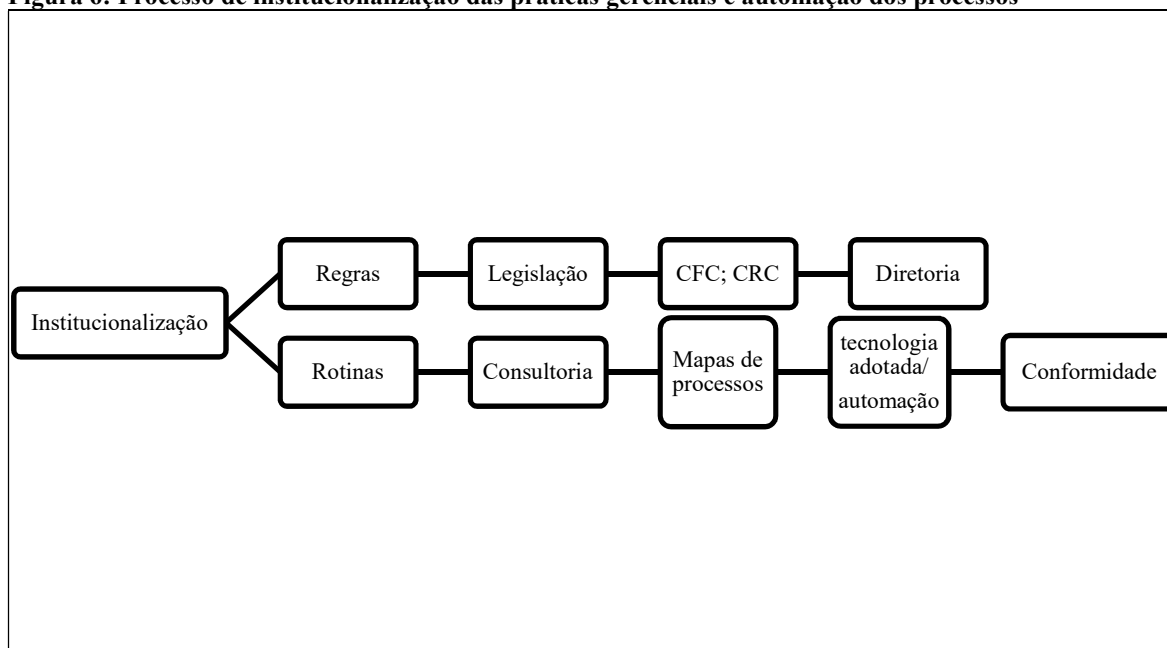 Figura 6: Processo de institucionalização das práticas gerenciais e automação dos processos
Institucionalização
Regras
Legislação
CFC; CRC
Diretoria
Rotinas
Consultoria
Mapas de
processos
tecnologia
adotada/
automação
Conformidade